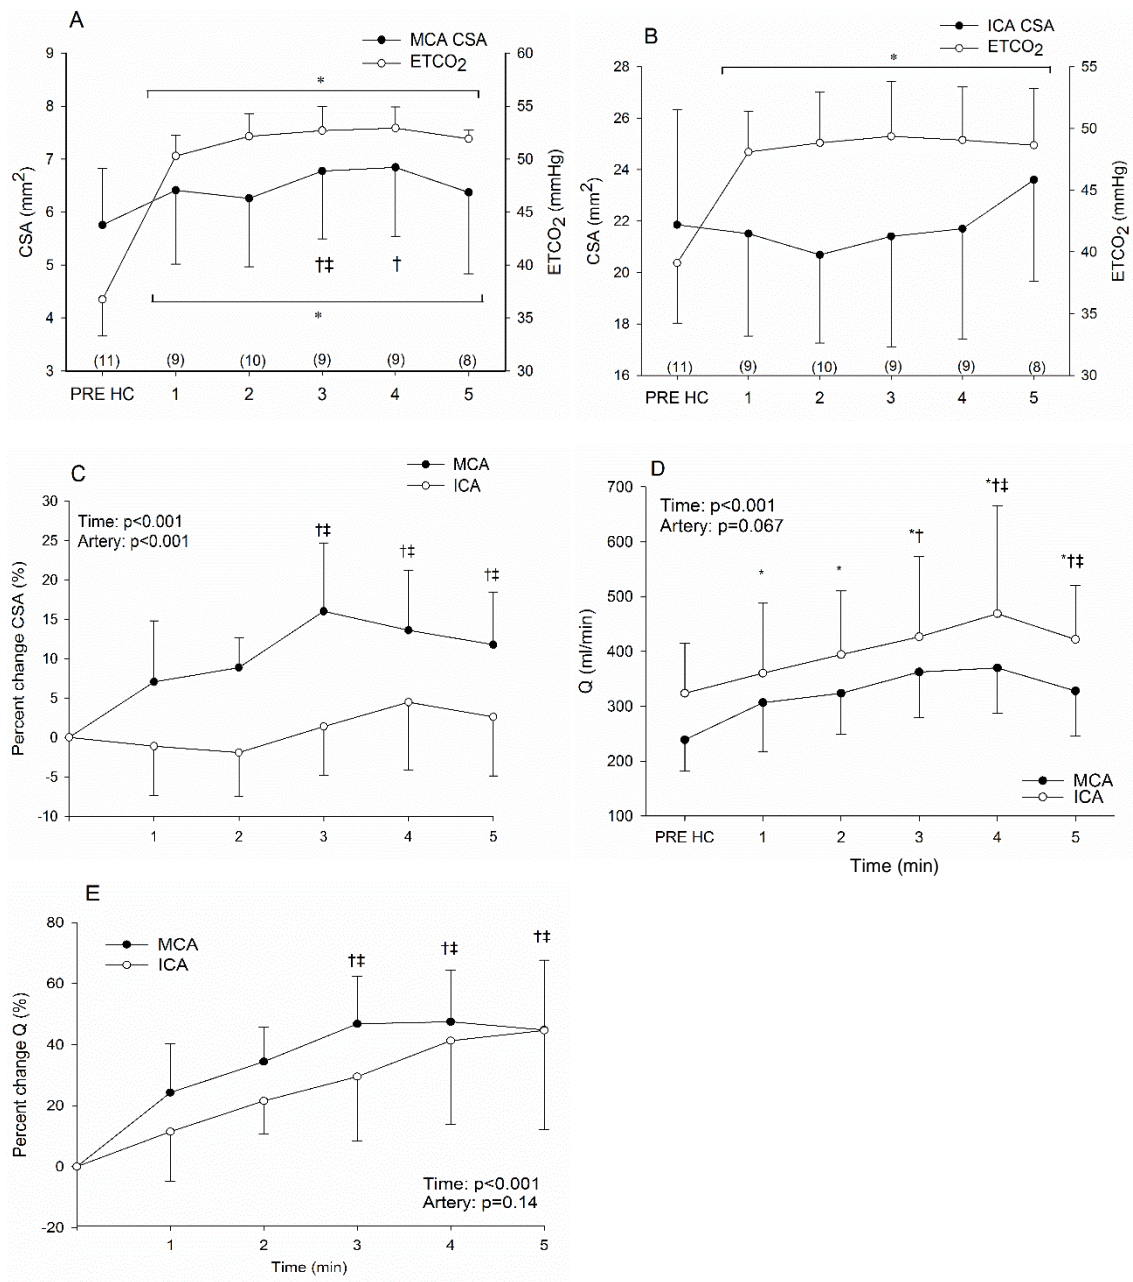 A
MCA CSA
ETCO2
9
8
7
6
5
4
3
60
55
50
45
40
35
30
CSA (mm2)
ETCO2 (mmHg)
*
†‡
†
*
(11) (9) (10) (9) (9) (8)
PRE HC 1 2 3 4 5
B
ICA CSA
ETCO2
28
26
24
22
20
18
16
55
50
45
40
35
30
CSA (mm2)
ETCO2 (mmHg)
*
(11) (9) (10) (9) (9) (8)
PRE HC 1 2 3 4 5
C
MCA
ICA
30
25
20
15
10
5
0
-5
-10
Percent change CSA (%)
Time: p<0.001
Artery: p<0.001
†‡ †‡ †‡
1 2 3 4 5
D
700
600
500
400
300
200
100
Q (ml/min)
Time: p<0.001
Artery: p=0.067
* * *† *†‡ *†‡
MCA
ICA
PRE HC 1 2 3 4 5
Time (min)
E
80
60
40
20
0
-20
Percent change Q (%)
MCA
ICA
†‡ †‡ †‡
Time: p<0.001
Artery: p=0.14
1 2 3 4 5
Time (min)